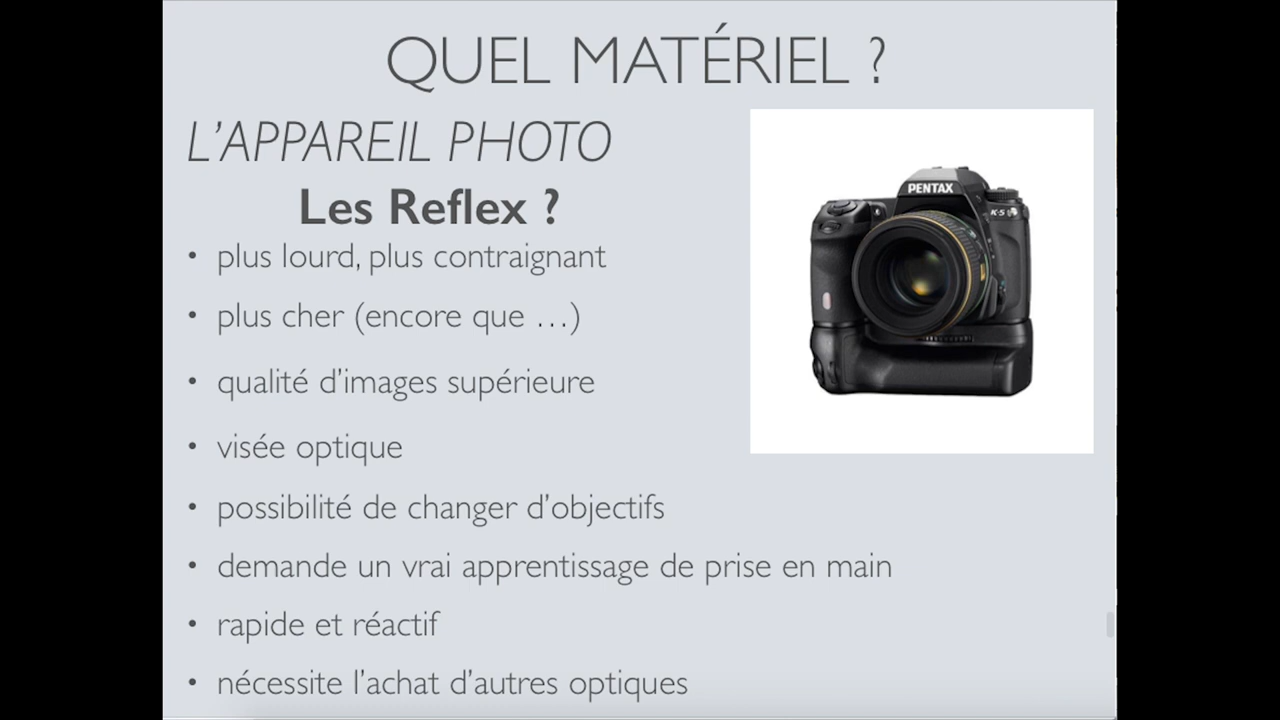 QUEL MATÉRIEL ?
L'APPAREIL PHOTO
Les Reflex ?
• plus lourd, plus contraignant
• plus cher (encore que …)
• qualité d'images supérieure
• visée optique
• possibilité de changer d'objectifs
• demande un vrai apprentissage de prise en main
• rapide et réactif
• nécessite l'achat d'autres optiques
PENTAX
K-5